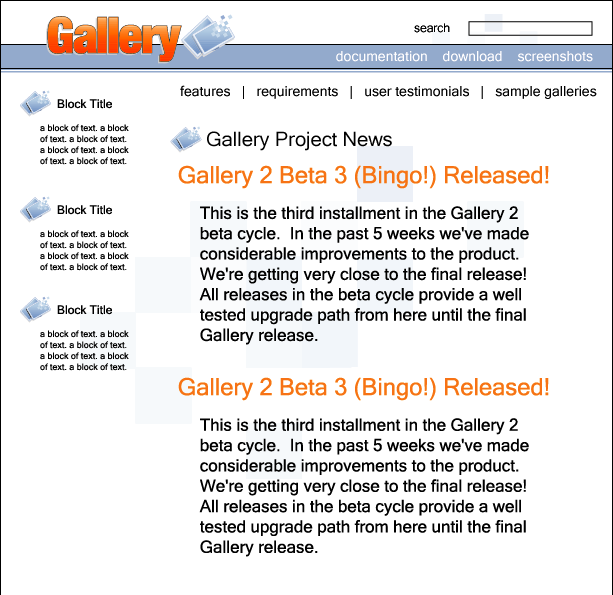 Gallery
search
documentation download screenshots
features | requirements | user testimonials | sample galleries
Block Title
a block of text. a block
of text. a block of text.
a block of text. a block
of text. a block of text.
Block Title
a block of text. a block
of text. a block of text.
a block of text. a block
of text. a block of text.
Block Title
a block of text. a block
of text. a block of text.
a block of text. a block
of text. a block of text.
Gallery Project News
Gallery 2 Beta 3 (Bingo!) Released!
This is the third installment in the Gallery 2
beta cycle. In the past 5 weeks we've made
considerable improvements to the product.
We're getting very close to the final release!
All releases in the beta cycle provide a well
tested upgrade path from here until the final
Gallery release.
Gallery 2 Beta 3 (Bingo!) Released!
This is the third installment in the Gallery 2
beta cycle. In the past 5 weeks we've made
considerable improvements to the product.
We're getting very close to the final release!
All releases in the beta cycle provide a well
tested upgrade path from here until the final
Gallery release.